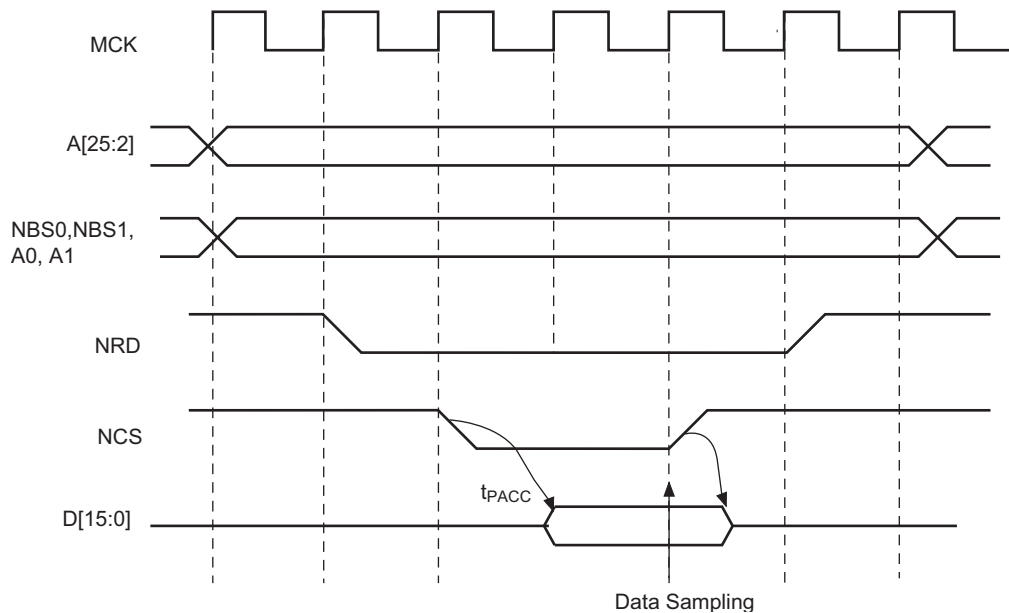 MCK
A[25:2]
NBS0,NBS1,
A0, A1
NRD
NCS
tPACC
D[15:0]
Data Sampling